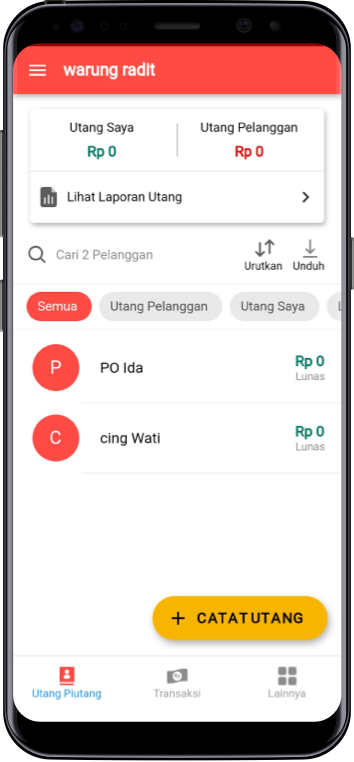 warung radit
Utang Saya
Utang Pelanggan
Rp 0
Rp 0
Lihat Laporan Utang
Cari 2 Pelanggan
Urutkan
Unduh
Semua
Utang Pelanggan
Utang Saya
P
PO Ida
Rp 0
Lunas
C
cing Wati
Rp 0
Lunas
+ CATAT UTANG
Utang Piutang
Transaksi
Lainnya